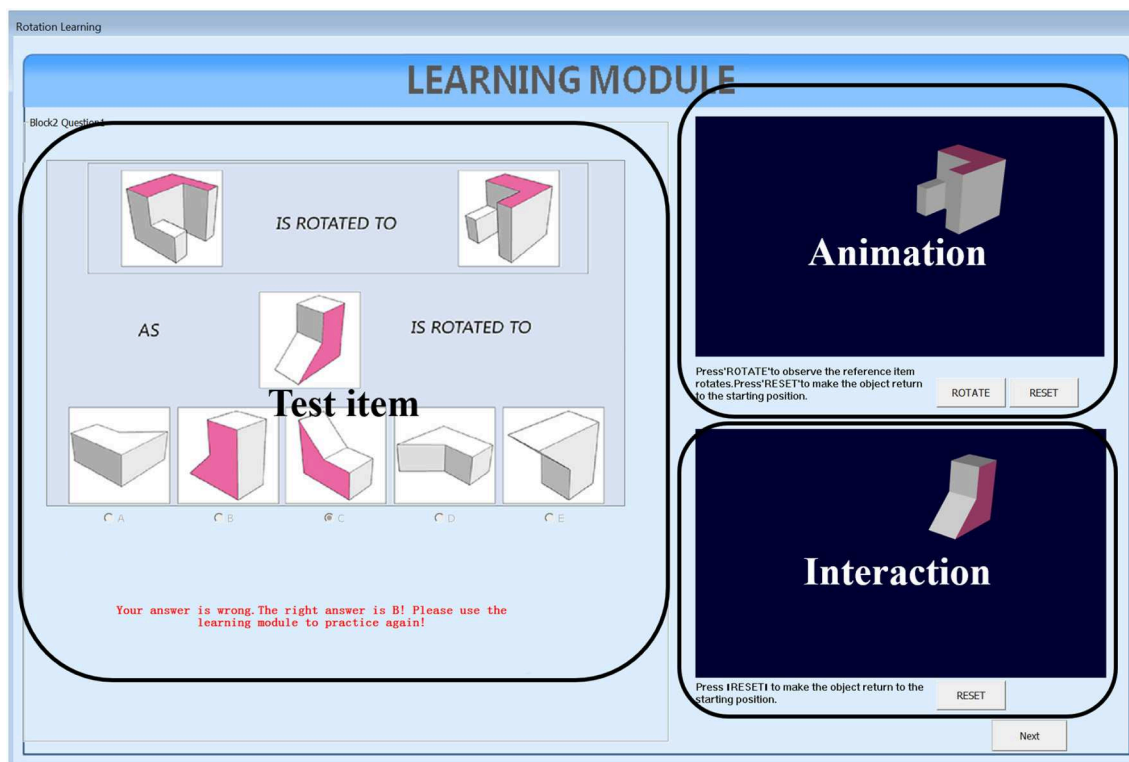 Rotation Learning
LEARNING MODULE
Block2 Question1
IS ROTATED TO
AS
IS ROTATED TO
Test item
A
B
C
D
E
Your answer is wrong.The right answer is B! Please use the
learning module to practice again!
Animation
Press'ROTATE'to observe the reference item
rotates.Press'RESET'to make the object return
to the starting position.
ROTATE
RESET
Interaction
Press IRESETI to make the object return to the
starting position.
RESET
Next